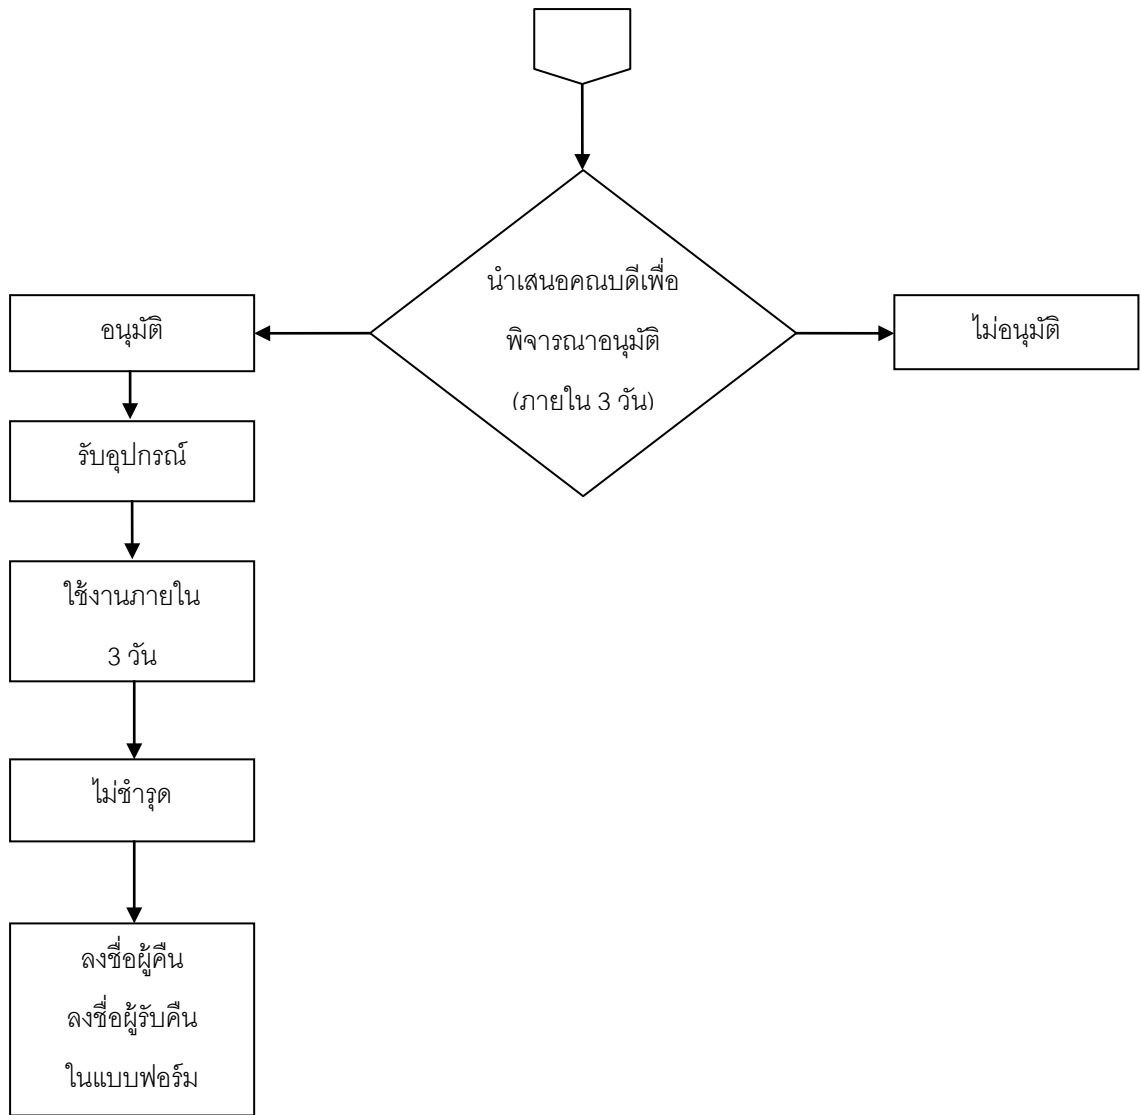 นำเสนอคณบดีเพื่อ
พิจารณาอนุมัติ
(ภายใน 3 วัน)
อนุมัติ
ไม่อนุมัติ
รับอุปกรณ์
ใช้งานภายใน
3 วัน
ไม่ชำรุด
ลงชื่อผู้คืน
ลงชื่อผู้รับคืน
ในแบบฟอร์ม